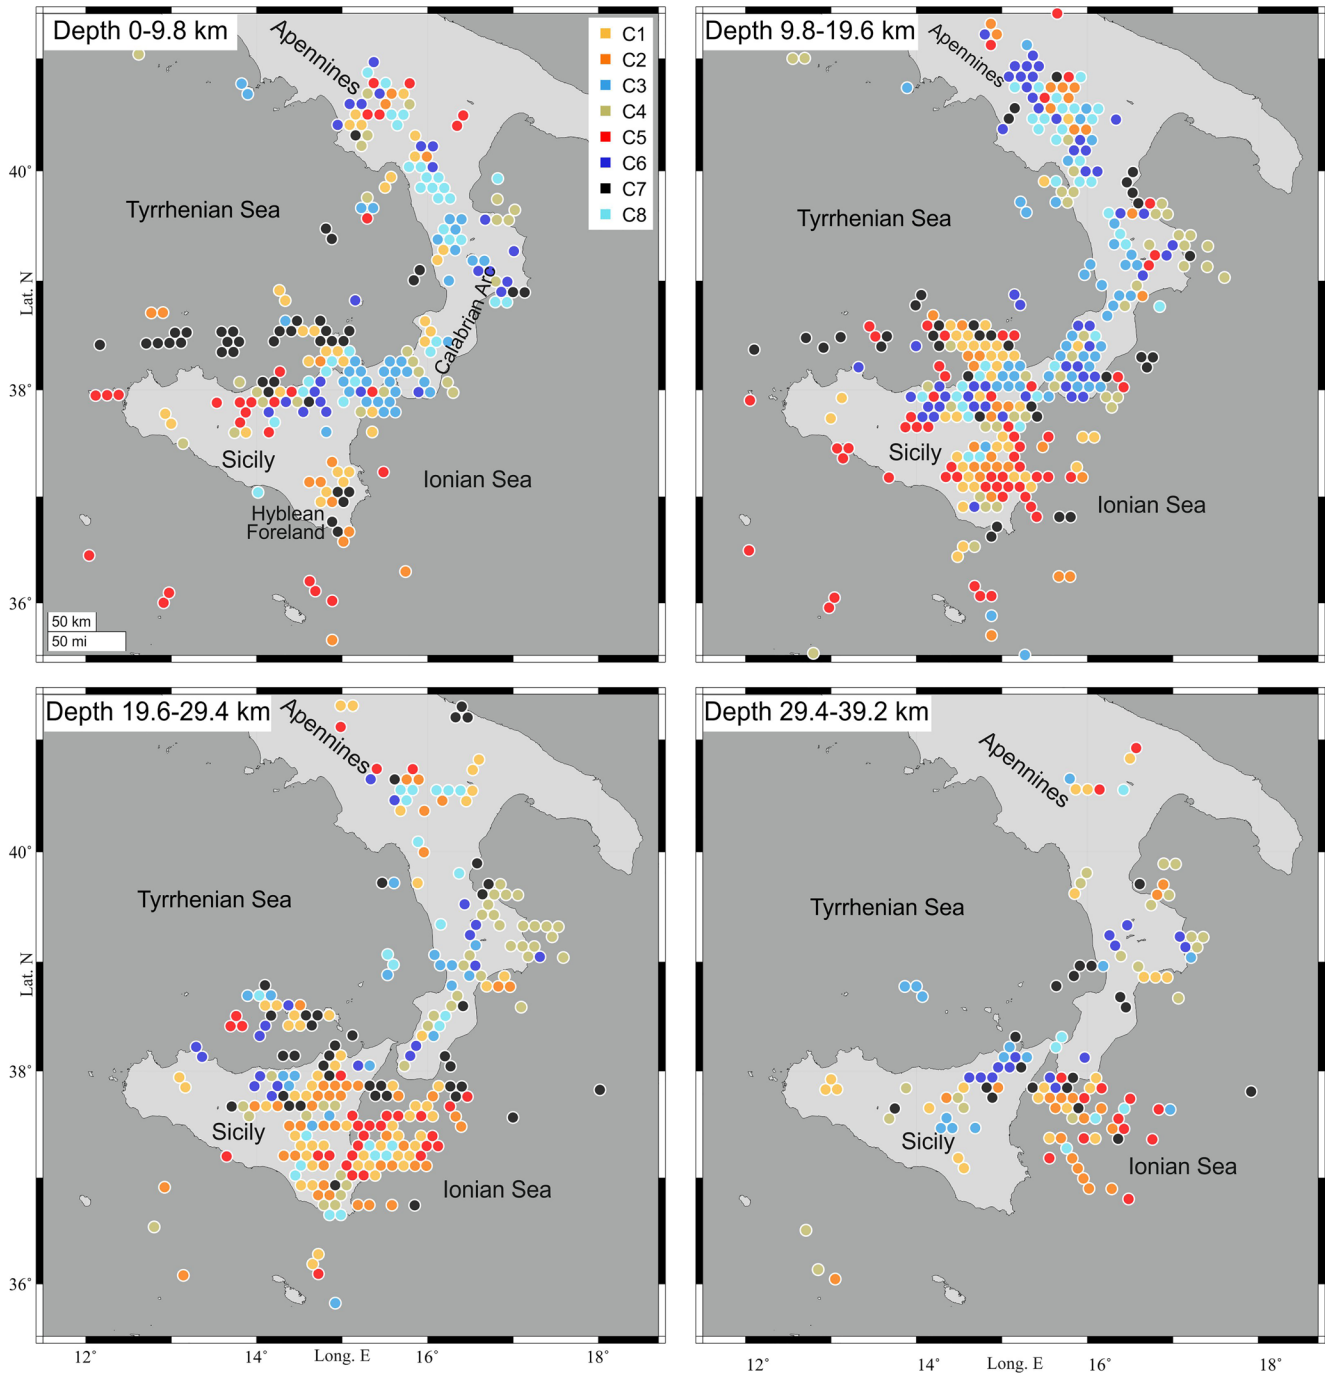 Depth 0-9.8 km
Apennines
C1
C2
C3
C4
C5
C6
C7
C8
40°
Tyrrhenian Sea
Lat. N
Calabrian Arc
38°
Sicily
Ionian Sea
Hyblean
Foreland
36°
50 km
50 mi
Depth 9.8-19.6 km
Apennines
Tyrrhenian Sea
Sicily
Ionian Sea
Depth 19.6-29.4 km
Apennines
40°
Tyrrhenian Sea
Lat. N
38°
Sicily
Ionian Sea
36°
12°
14°
Long. E
16°
18°
Depth 29.4-39.2 km
Apennines
Tyrrhenian Sea
Sicily
Ionian Sea
12°
14°
Long. E
16°
18°